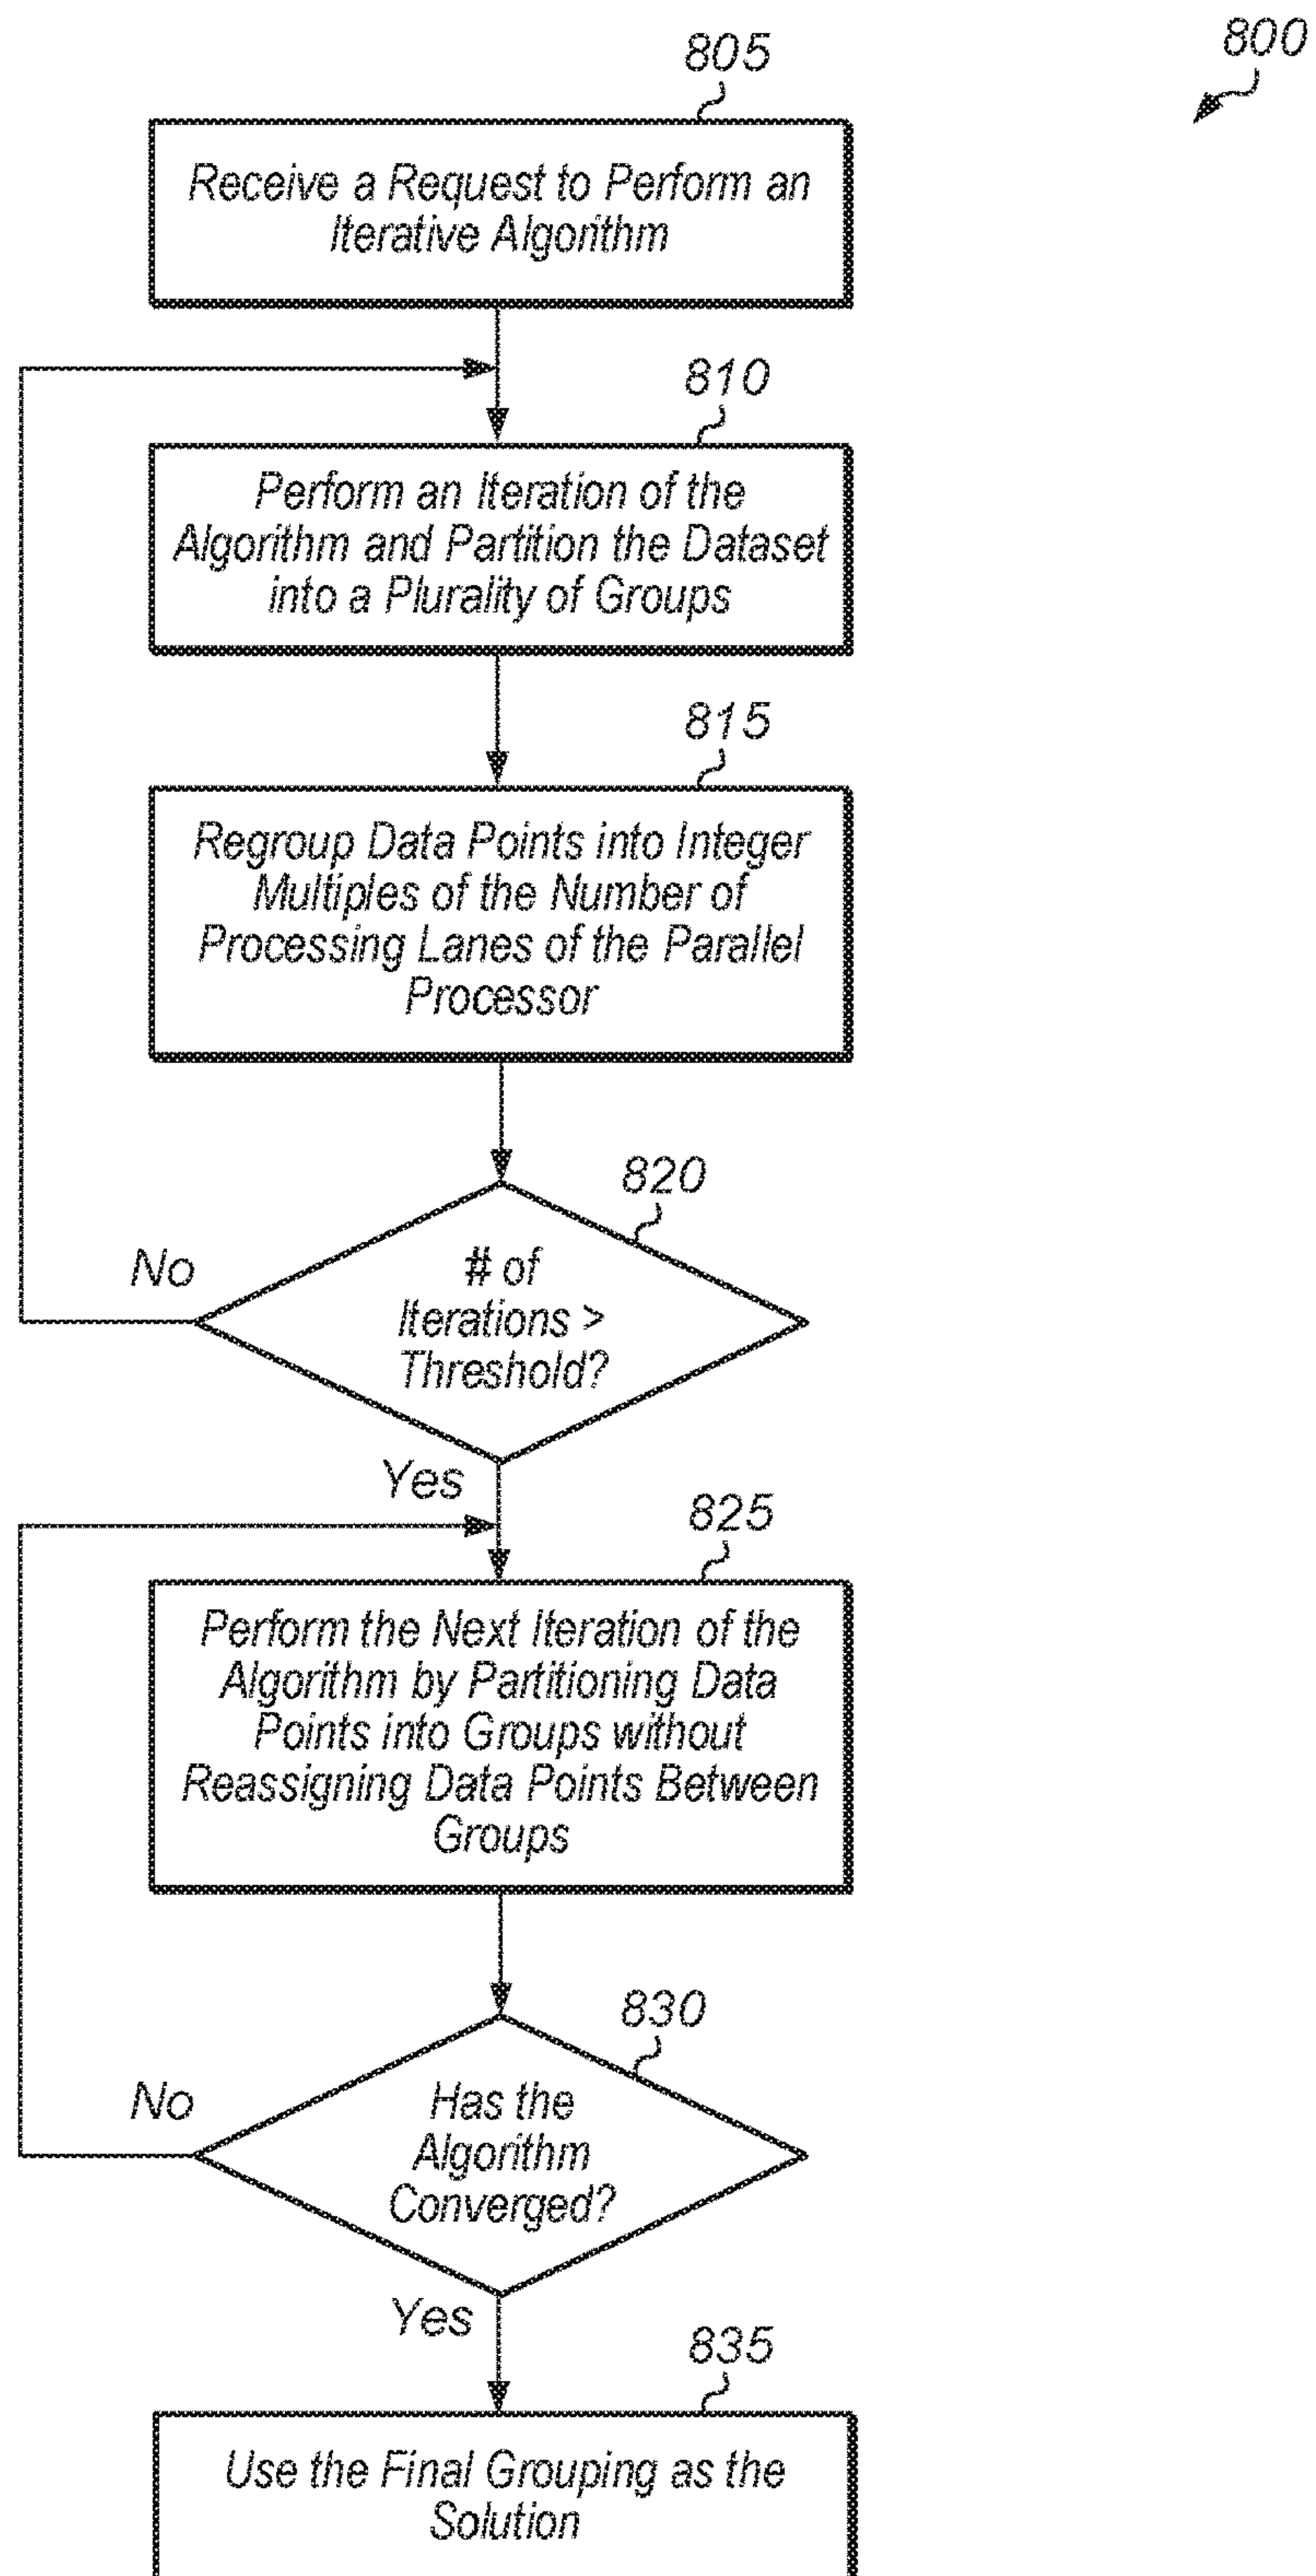 800
805
Receive a Request to Perform an
Iterative Algorithm
810
Perform an Iteration of the
Algorithm and Partition the Dataset
into a Plurality of Groups
815
Regroup Data Points into Integer
Multiples of the Number of
Processing Lanes of the Parallel
Processor
820
# of
Iterations >
Threshold?
No
Yes
825
Perform the Next Iteration of the
Algorithm by Partitioning Data
Points into Groups without
Reassigning Data Points Between
Groups
830
Has the
Algorithm
Converged?
No
Yes
835
Use the Final Grouping as the
Solution